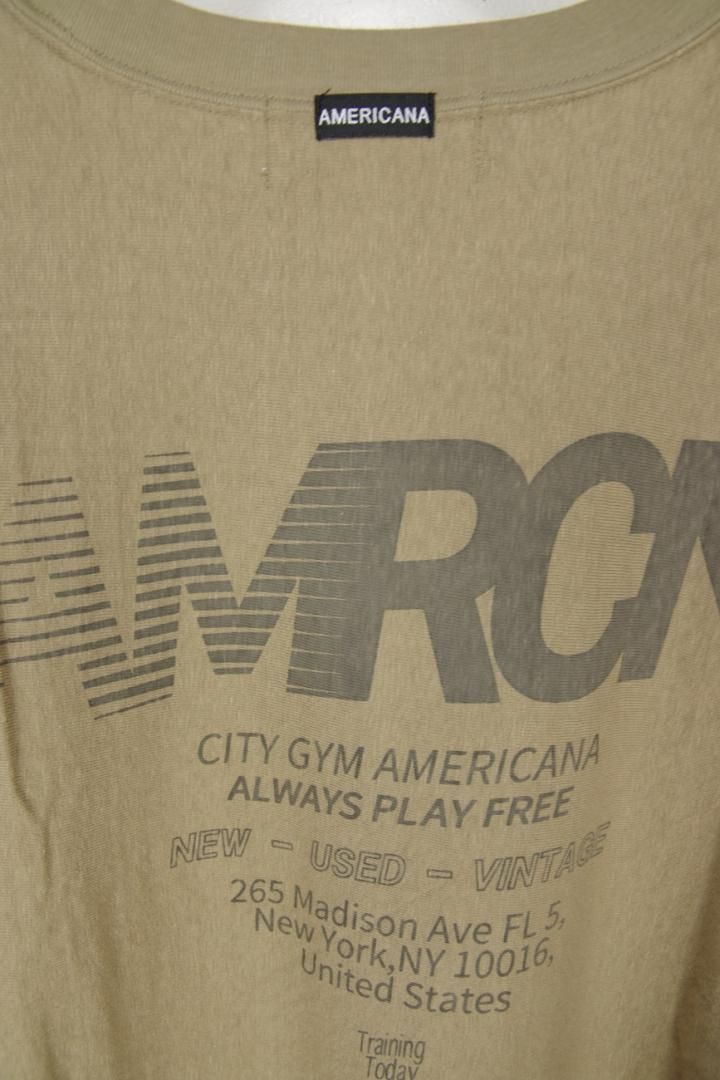 AMERICANA
AMRCN
CITY GYM AMERICANA
ALWAYS PLAY FREE
NEW - USED - VINTAGE
265 Madison Ave FL 5,
New York,NY 10016,
United States
Training
Today